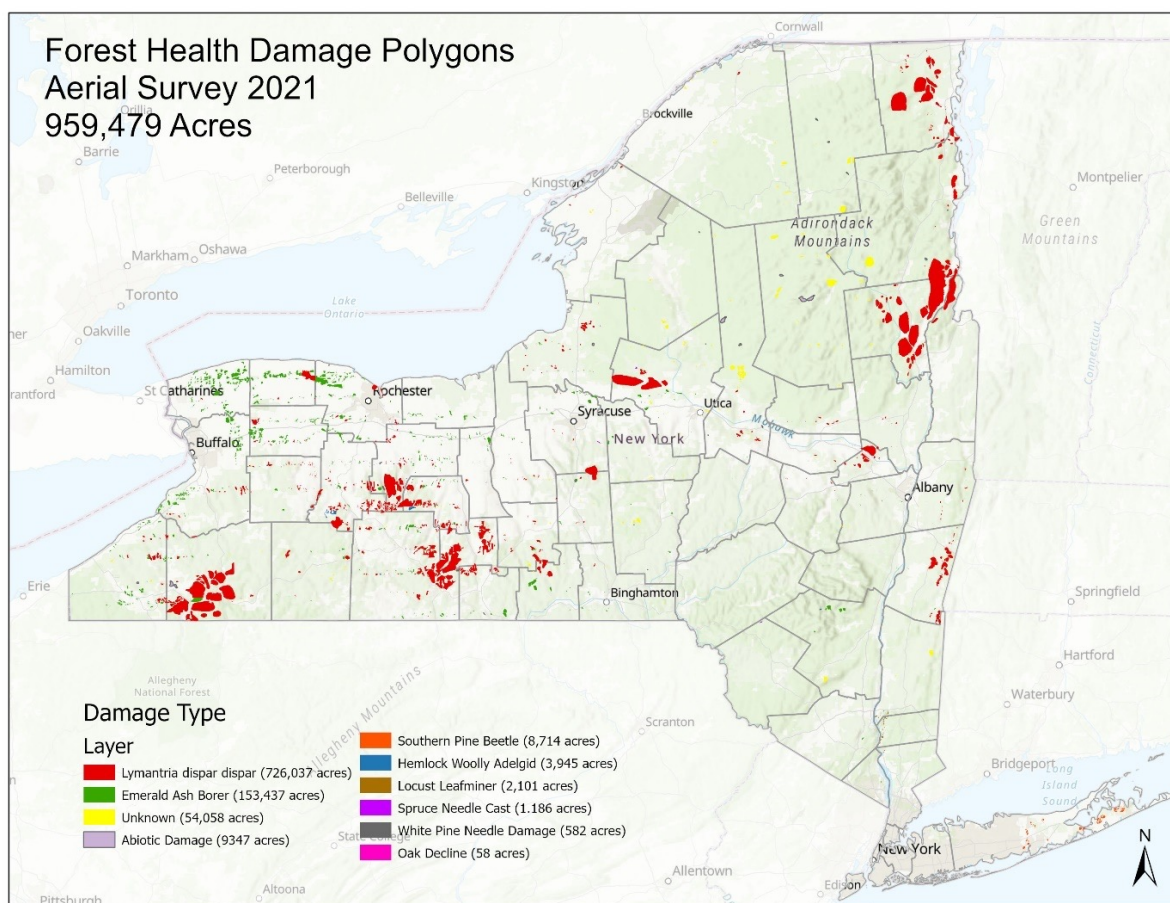 Forest Health Damage Polygons
Aerial Survey 2021
959,479 Acres
Cornwall
Orillia
Brockville
Barrie
Peterborough
Kingston
Montpelier
Belleville
Adirondack
Mountains
Green
Mountains
Markham
Oshawa
Toronto
Lake
Ontario
Oakville
Connecticut
Hamilton
St Catharines
Rochester
rantford
Syracuse
Utica
Mohawk
New York
Buffalo
Albany
Erie
Binghamton
Springfield
Hartford
Allegheny
National Forest
Waterbury
Allegheny Mountains
Scranton
Bridgeport
Long
Island
Sound
State College
New York
Allentown
Edison
Altoona
Pittsburgh
N
Damage Type
Layer
Lymantria dispar dispar (726,037 acres)
Emerald Ash Borer (153,437 acres)
Unknown (54,058 acres)
Abiotic Damage (9347 acres)
Southern Pine Beetle (8,714 acres)
Hemlock Woolly Adelgid (3,945 acres)
Locust Leafminer (2,101 acres)
Spruce Needle Cast (1.186 acres)
White Pine Needle Damage (582 acres)
Oak Decline (58 acres)